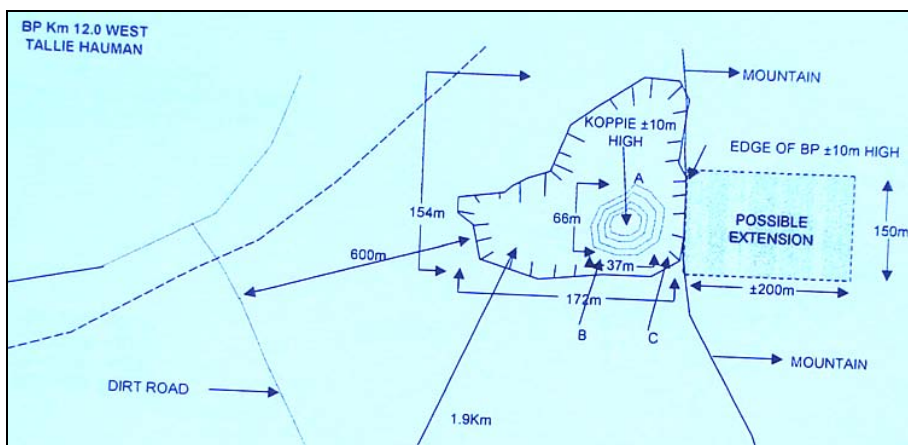 BP Km 12.0 WEST
TALLIE HAUMAN
MOUNTAIN
KOPPIE ±10m
HIGH
EDGE OF BP ±10m HIGH
A
154m
66m
POSSIBLE
EXTENSION
150m
600m
37m
172m
±200m
B
C
MOUNTAIN
DIRT ROAD
1.9Km